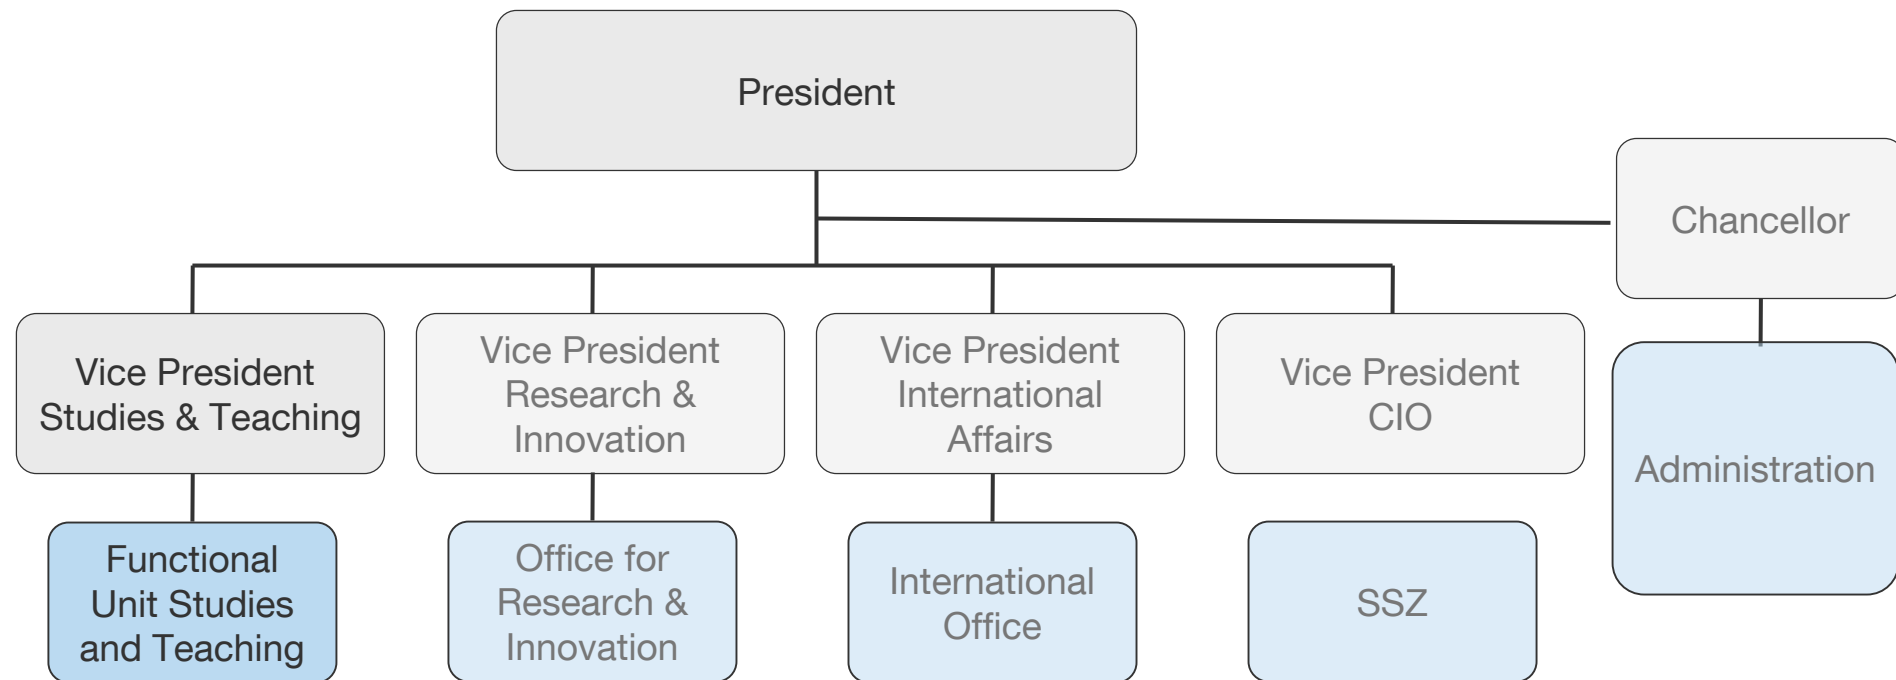 President
Chancellor
Vice President
Studies & Teaching
Vice President
Research &
Innovation
Vice President
International
Affairs
Vice President
CIO
Administration
Functional
Unit Studies
and Teaching
Office for
Research &
Innovation
International
Office
SSZ